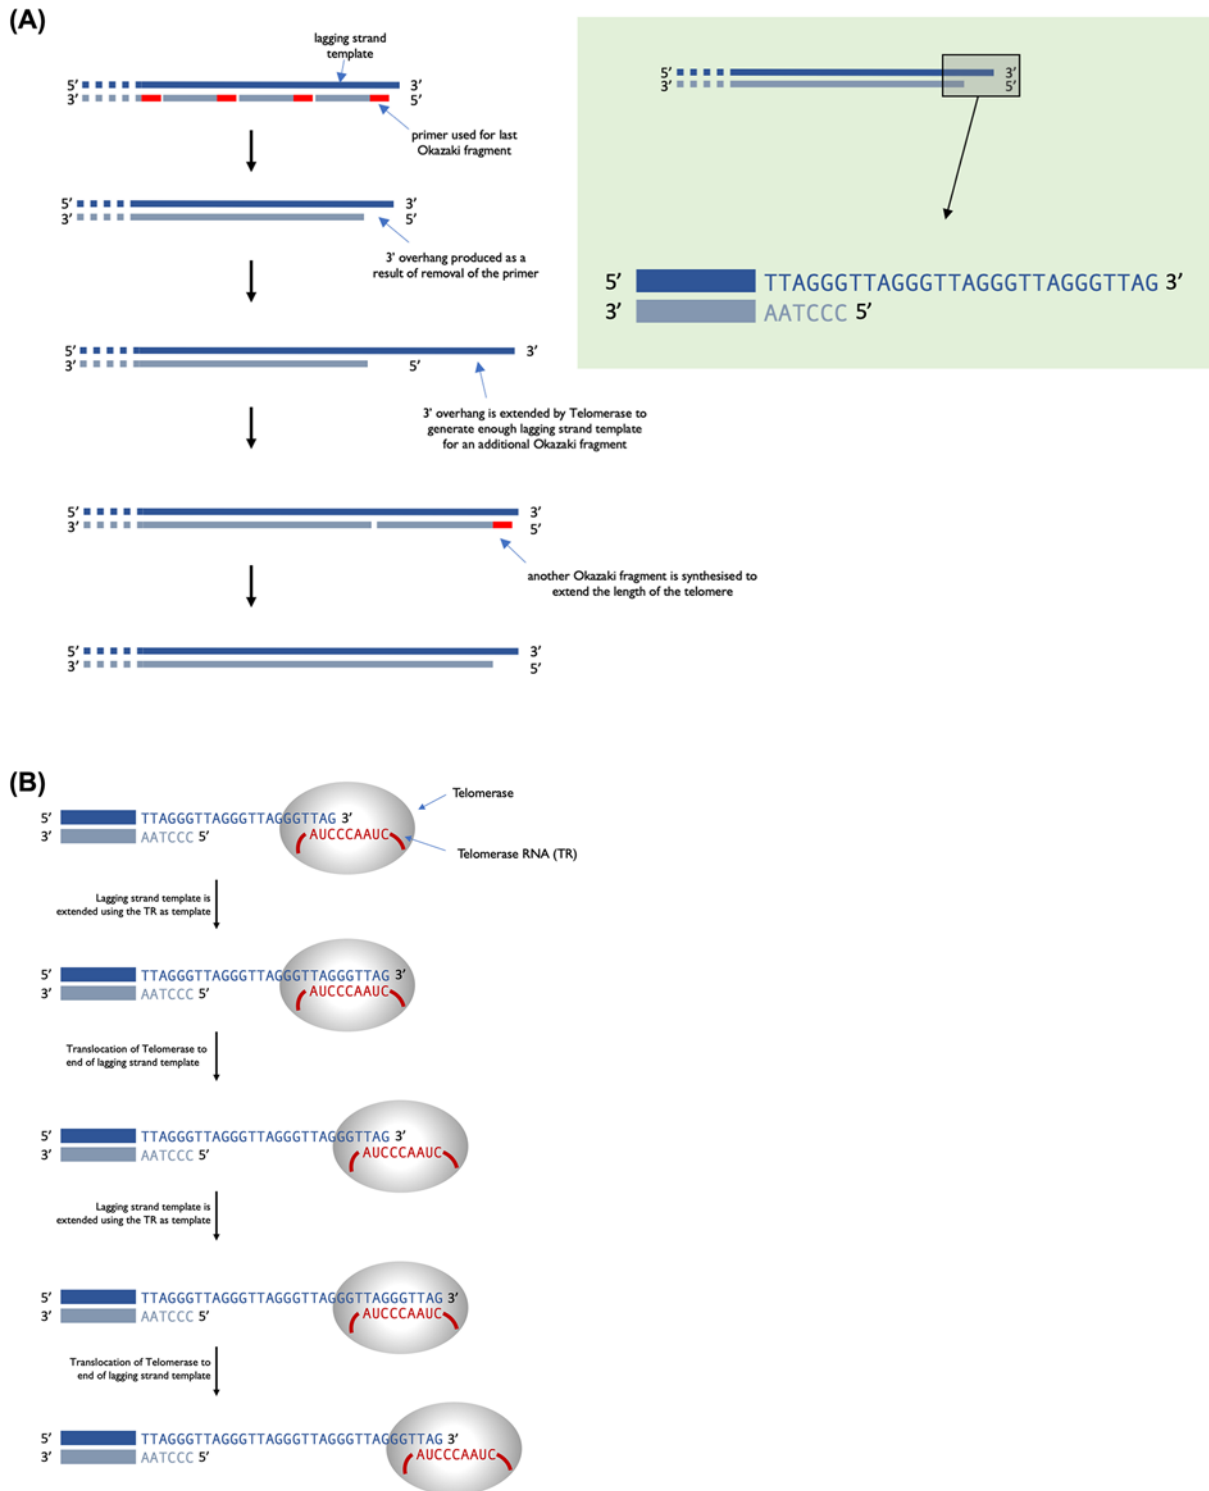 (A)
lagging strand
template
5' 3'
3' 5'
primer used for last
Okazaki fragment
5' 3'
3' 5'
3' overhang produced as a
result of removal of the primer
5' 3'
3' 5'
3' overhang is extended by Telomerase to
generate enough lagging strand template
for an additional Okazaki fragment
5' 3'
3' 5'
another Okazaki fragment is synthesised to
extend the length of the telomere
5' 3'
3' 5'
5' 3'
3' 5'
5' TTAGGGTTAGGGTTAGGGTTAGGGTTAG 3'
3' AATCCC 5'
(B)
Telomerase
5' TTAGGGTTAGGGTTAGGGTTAG 3'
3' AATCCC 5' AUCCCAAUC
Telomerase RNA (TR)
Lagging strand template is
extended using the TR as template
5' TTAGGGTTAGGGTTAGGGTTAGGGTTAG 3'
3' AATCCC 5' AUCCCAAUC
Translocation of Telomerase to
end of lagging strand template
5' TTAGGGTTAGGGTTAGGGTTAGGGTTAG 3'
3' AATCCC 5' AUCCCAAUC
Lagging strand template is
extended using the TR as template
5' TTAGGGTTAGGGTTAGGGTTAGGGTTAGGGTTAG 3'
3' AATCCC 5' AUCCCAAUC
Translocation of Telomerase to
end of lagging strand template
5' TTAGGGTTAGGGTTAGGGTTAGGGTTAGGGTTAG
3' AATCCC 5' AUCCCAAUC